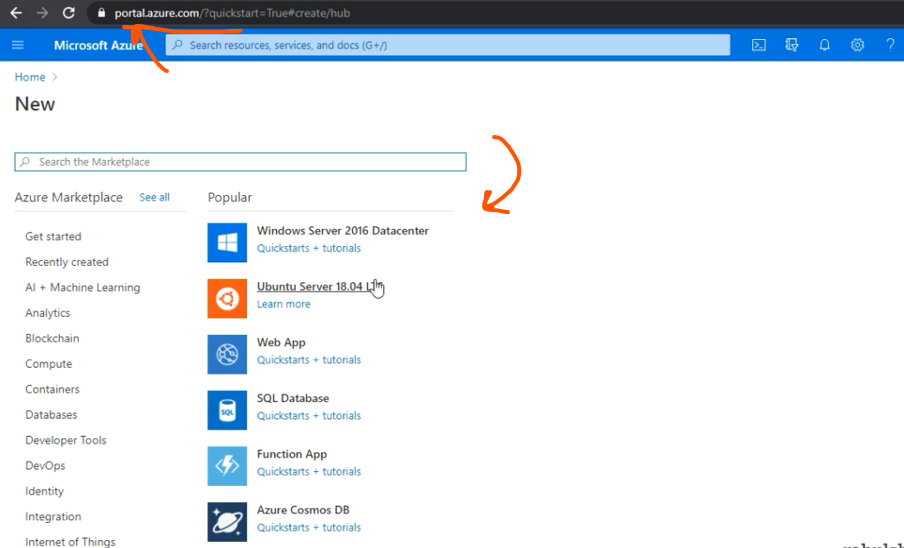 portal.azure.com/?quickstart=True#create/hub
Microsoft Azure
Search resources, services, and docs (G+/)
Home >
New
Search the Marketplace
Azure Marketplace See all
Popular
Get started
Recently created
AI + Machine Learning
Analytics
Blockchain
Compute
Containers
Databases
Developer Tools
DevOps
Identity
Integration
Internet of Things
Windows Server 2016 Datacenter
Quickstarts + tutorials
Ubuntu Server 18.04
Learn more
Web App
Quickstarts + tutorials
SQL Database
Quickstarts + tutorials
Function App
Quickstarts + tutorials
Azure Cosmos DB
Quickstarts + tutorials